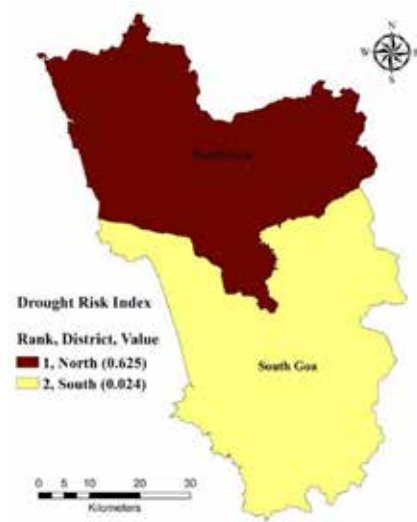 N
W
E
S
North Goa
Drought Risk Index
Rank, District, Value
1, North (0.625)
South Goa
2, South (0.024)
0 5 10 20 30
Kilometers